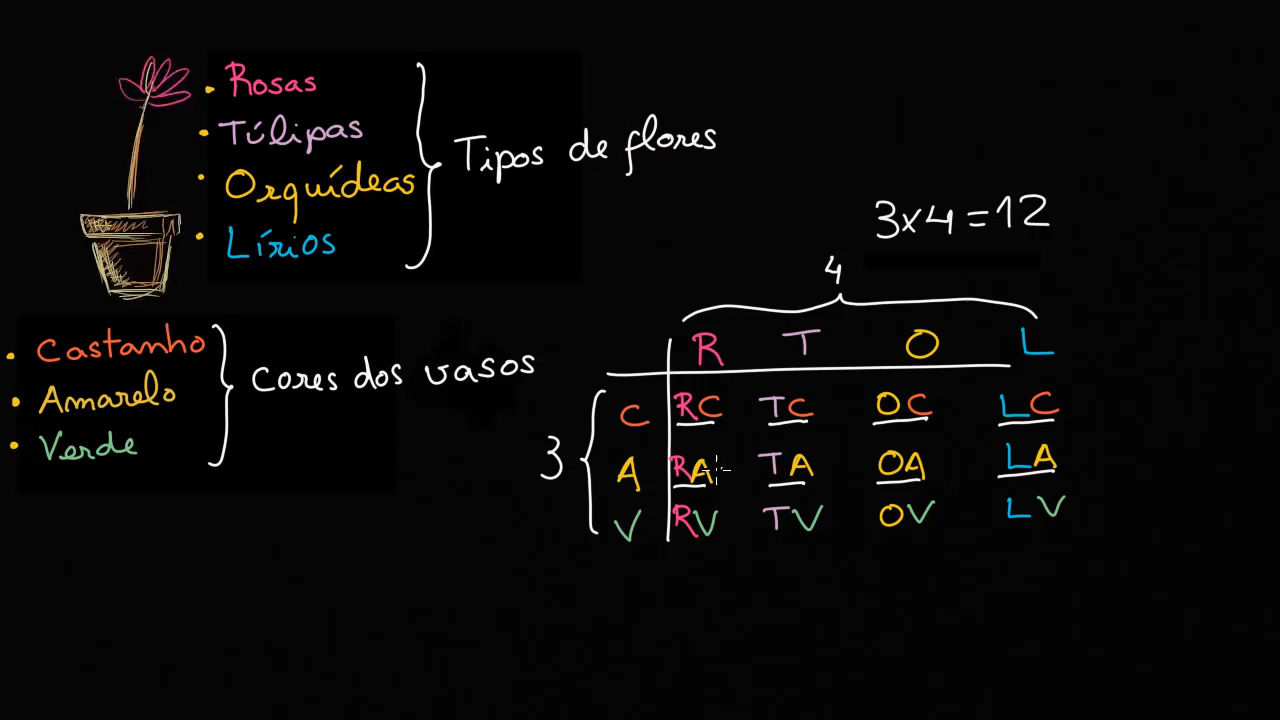 Rosas
Túlipas
Orquídeas
Lírios
Tipos de flores
3x4=12
Castanho
Amarelo
Verde
Cores dos vasos
4
R T O L
3
C RC TC OC LC
A RA TA OA LA
V RV TV OV LV